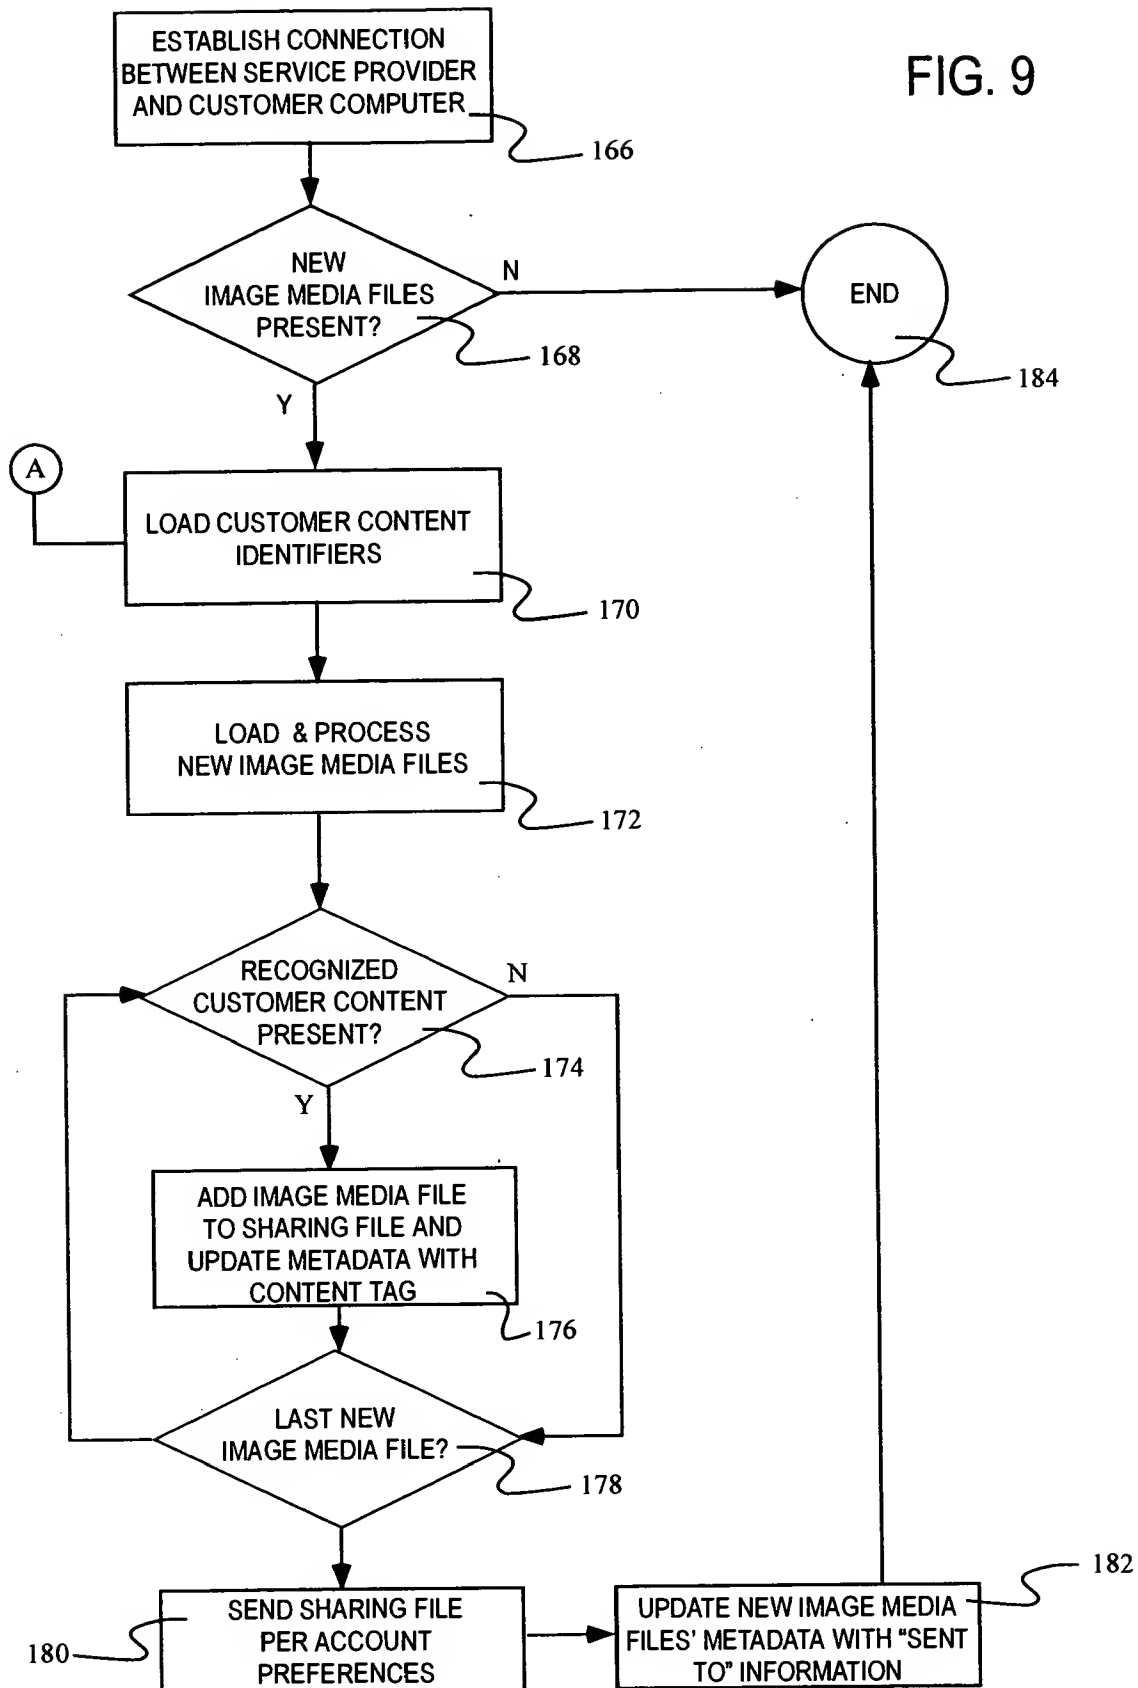 FIG. 9
ESTABLISH CONNECTION
BETWEEN SERVICE PROVIDER
AND CUSTOMER COMPUTER
166
NEW
IMAGE MEDIA FILES
PRESENT?
168
N
END
184
Y
A
LOAD CUSTOMER CONTENT
IDENTIFIERS
170
LOAD & PROCESS
NEW IMAGE MEDIA FILES
172
RECOGNIZED
CUSTOMER CONTENT
PRESENT?
174
N
Y
ADD IMAGE MEDIA FILE
TO SHARING FILE AND
UPDATE METADATA WITH
CONTENT TAG
176
LAST NEW
IMAGE MEDIA FILE?
178
SEND SHARING FILE
PER ACCOUNT
PREFERENCES
180
UPDATE NEW IMAGE MEDIA
FILES' METADATA WITH "SENT
TO" INFORMATION
182